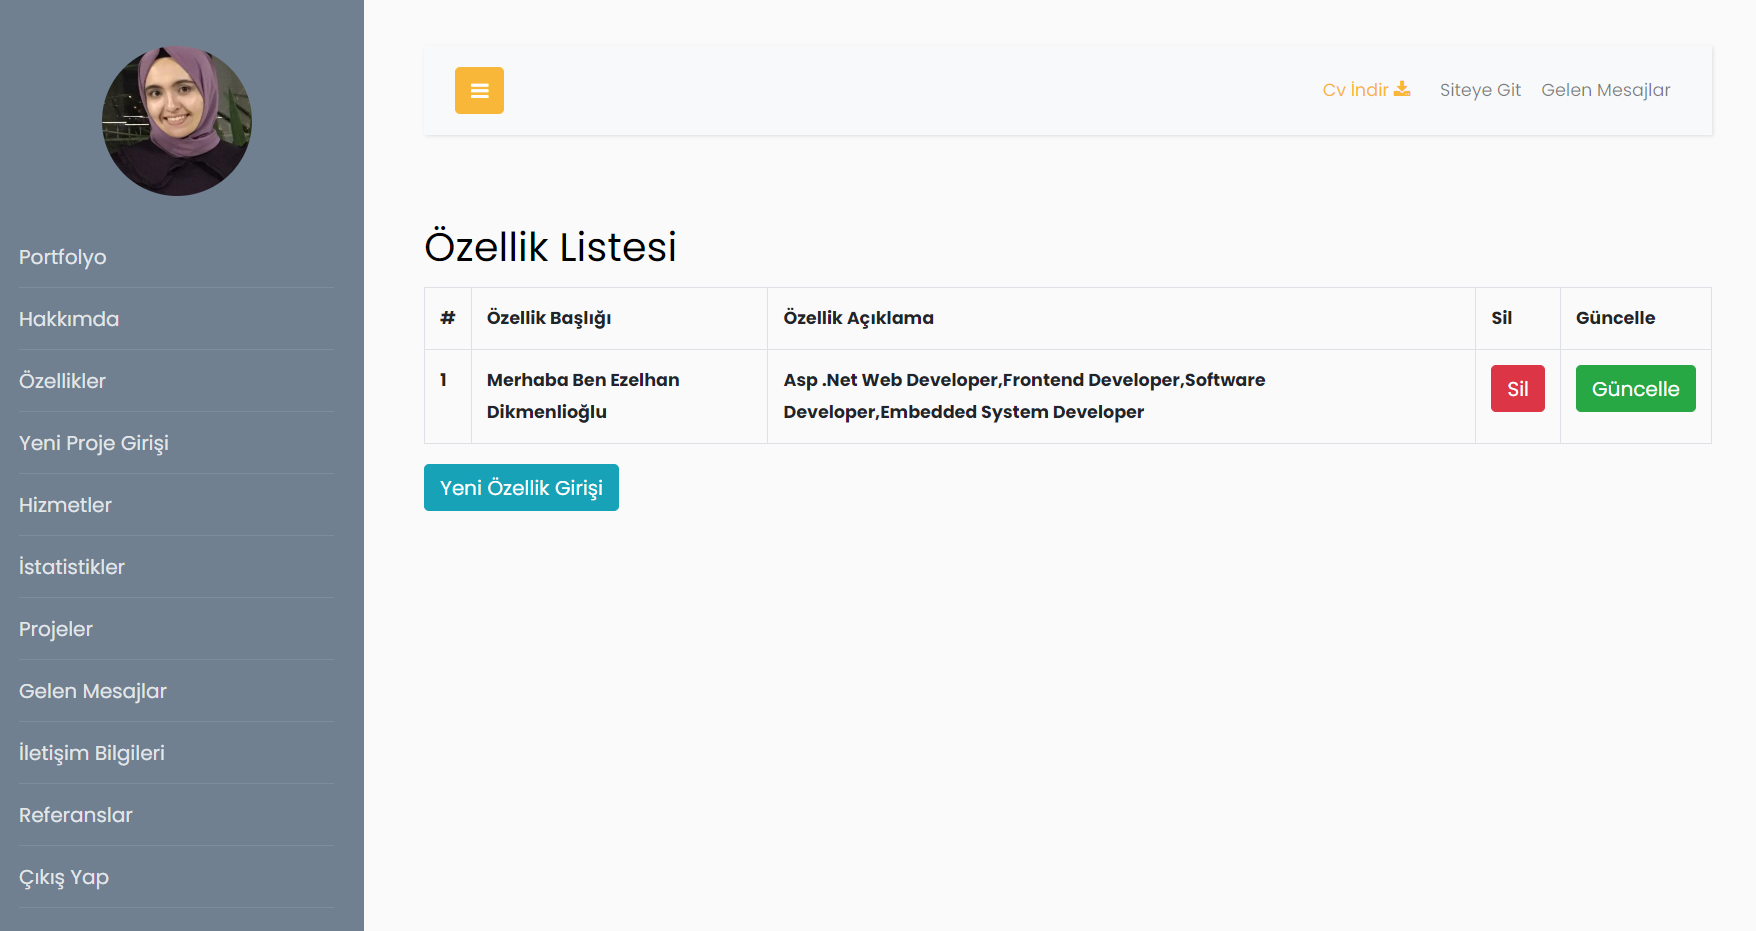 Portfolyo
Hakkımda
Özellikler
Yeni Proje Girişi
Hizmetler
İstatistikler
Projeler
Gelen Mesajlar
İletişim Bilgileri
Referanslar
Çıkış Yap
Cv İndir Siteye Git Gelen Mesajlar
Özellik Listesi
# Özellik Başlığı Özellik Açıklama Sil Güncelle
1 Merhaba Ben Ezelhan Asp .Net Web Developer,Frontend Developer,Software Sil Güncelle
Dikmenlioğlu Developer,Embedded System Developer
Yeni Özellik Girişi